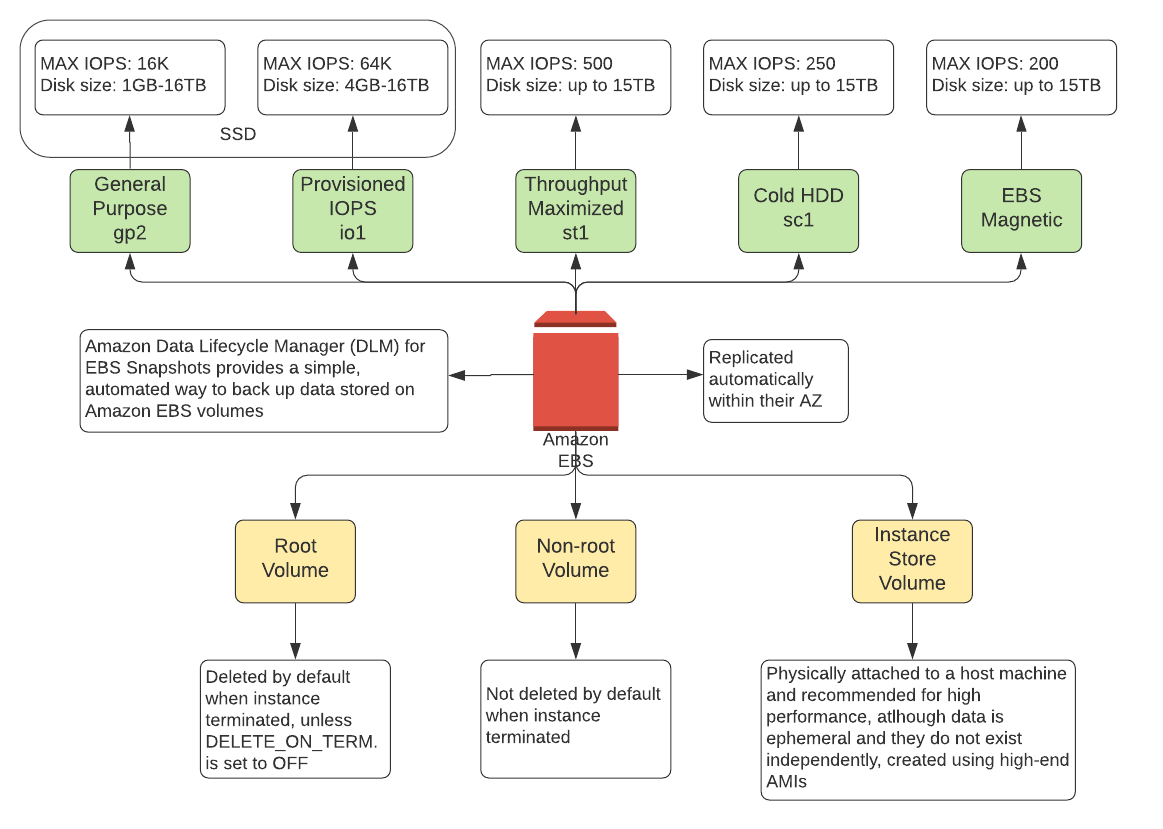 MAX IOPS: 16K
Disk size: 1GB-16TB
MAX IOPS: 64K
Disk size: 4GB-16TB
MAX IOPS: 500
Disk size: up to 15TB
MAX IOPS: 250
Disk size: up to 15TB
MAX IOPS: 200
Disk size: up to 15TB
SSD
General
Purpose
gp2
Provisioned
IOPS
io1
Throughput
Maximized
st1
Cold HDD
sc1
EBS
Magnetic
Amazon Data Lifecycle Manager (DLM) for
EBS Snapshots provides a simple,
automated way to back up data stored on
Amazon EBS volumes
Replicated
automatically
within their AZ
Amazon
EBS
Root
Volume
Non-root
Volume
Instance
Store
Volume
Deleted by default
when instance
terminated, unless
DELETE_ON_TERM.
is set to OFF
Not deleted by default
when instance
terminated
Physically attached to a host machine
and recommended for high
performance, atlhough data is
ephemeral and they do not exist
independently, created using high-end
AMIs